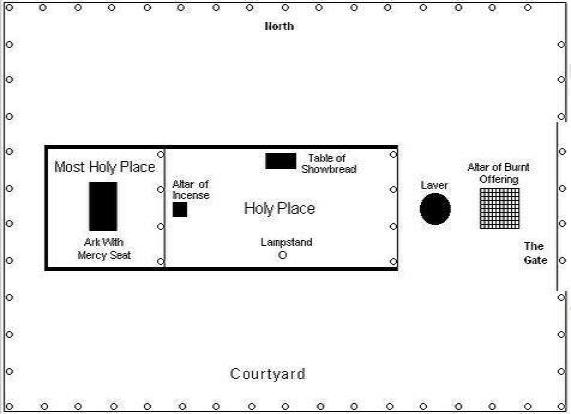 North
Most Holy Place
Ark With
Mercy Seat
Altar of
Incense
Table of
Showbread
Holy Place
Lampstand
Laver
Altar of Burnt
Offering
The
Gate
Courtyard